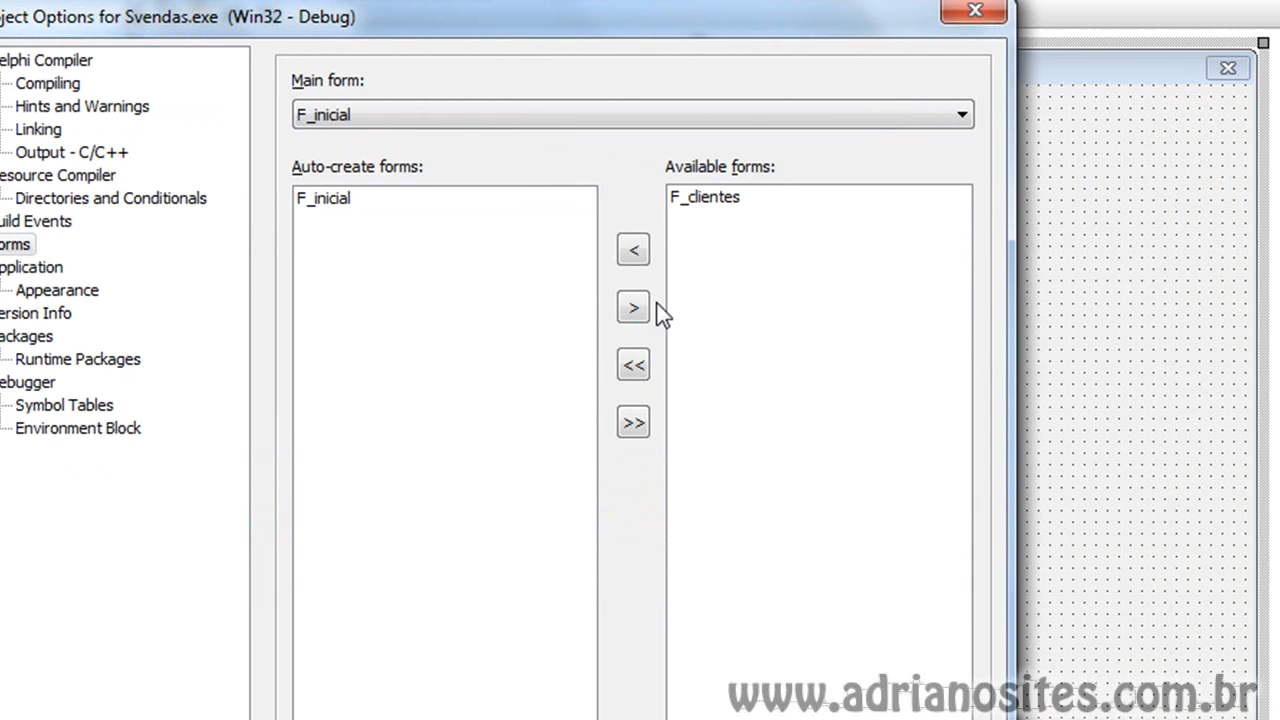 ject Options for Svendas.exe (Win32 - Debug)
elphi Compiler
Compiling
Hints and Warnings
Linking
Output - C/C++
esource Compiler
Directories and Conditionals
uild Events
orms
pplication
Appearance
ersion Info
ackages
Runtime Packages
ebugger
Symbol Tables
Environment Block
Main form:
F_inicial
Auto-create forms:
F_inicial
<
>
<<
>>
Available forms:
F_clientes
www.adrianosites.com.br